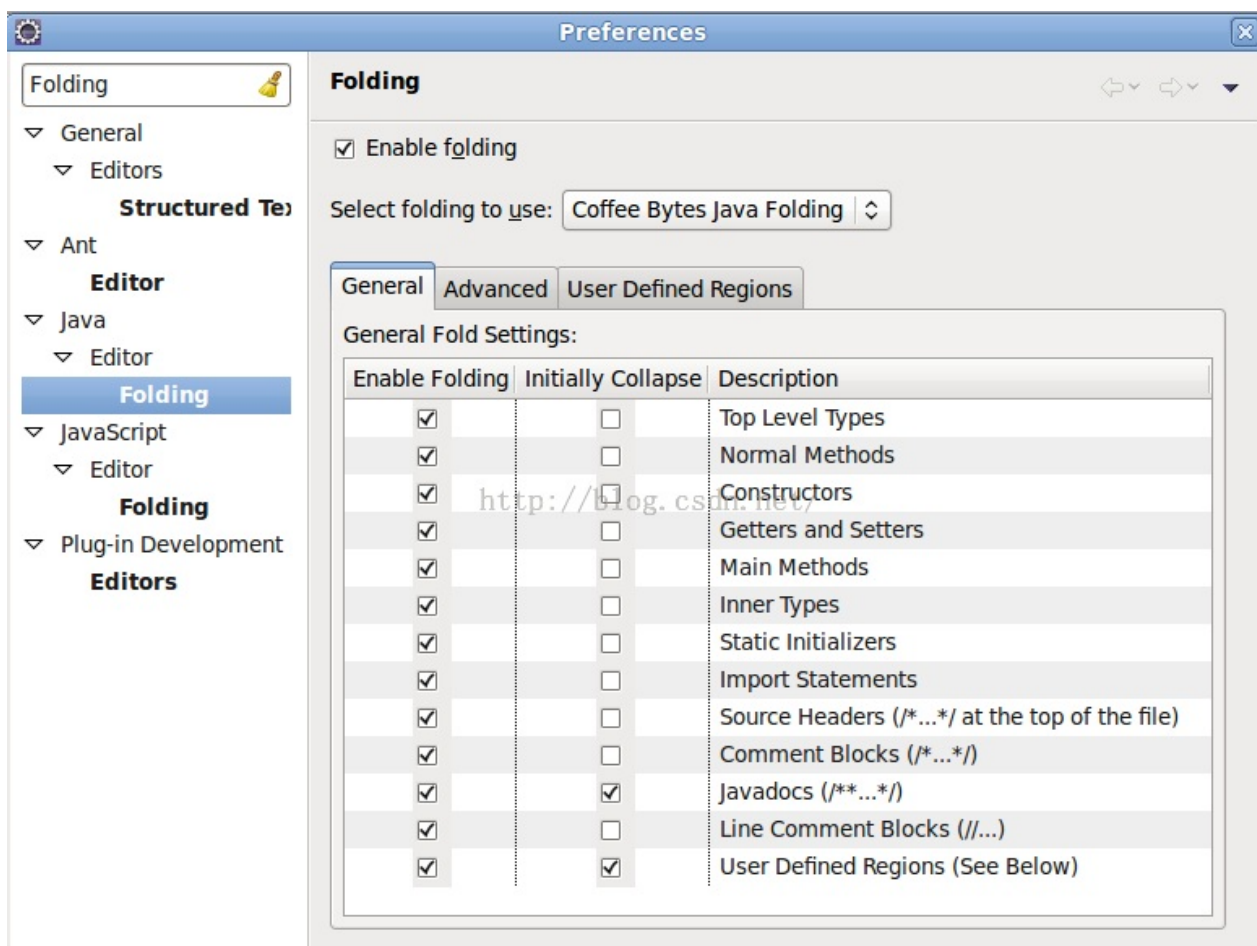 Preferences
Folding
General
Editors
Structured Te
Ant
Editor
Java
Editor
Folding
JavaScript
Editor
Folding
Plug-in Development
Editors
Folding
Enable folding
Select folding to use: Coffee Bytes Java Folding
General Advanced User Defined Regions
General Fold Settings:
Enable Folding Initially Collapse Description
Top Level Types
Normal Methods
Constructors
http://blog.csdn.net/
Getters and Setters
Main Methods
Inner Types
Static Initializers
Import Statements
Source Headers (/*...*/ at the top of the file)
Comment Blocks (/*...*/)
Javadocs (/**...*/)
Line Comment Blocks (//...)
User Defined Regions (See Below)